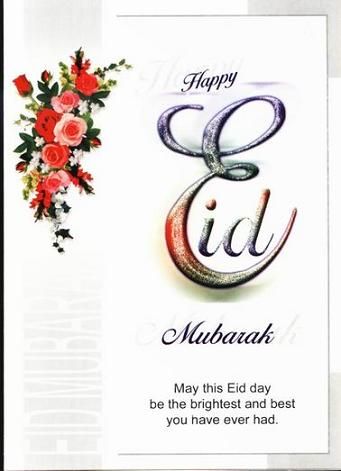 Happy
Eid
Mubarak
May this Eid day
be the brightest and best
you have ever had.
EID MUBARAK